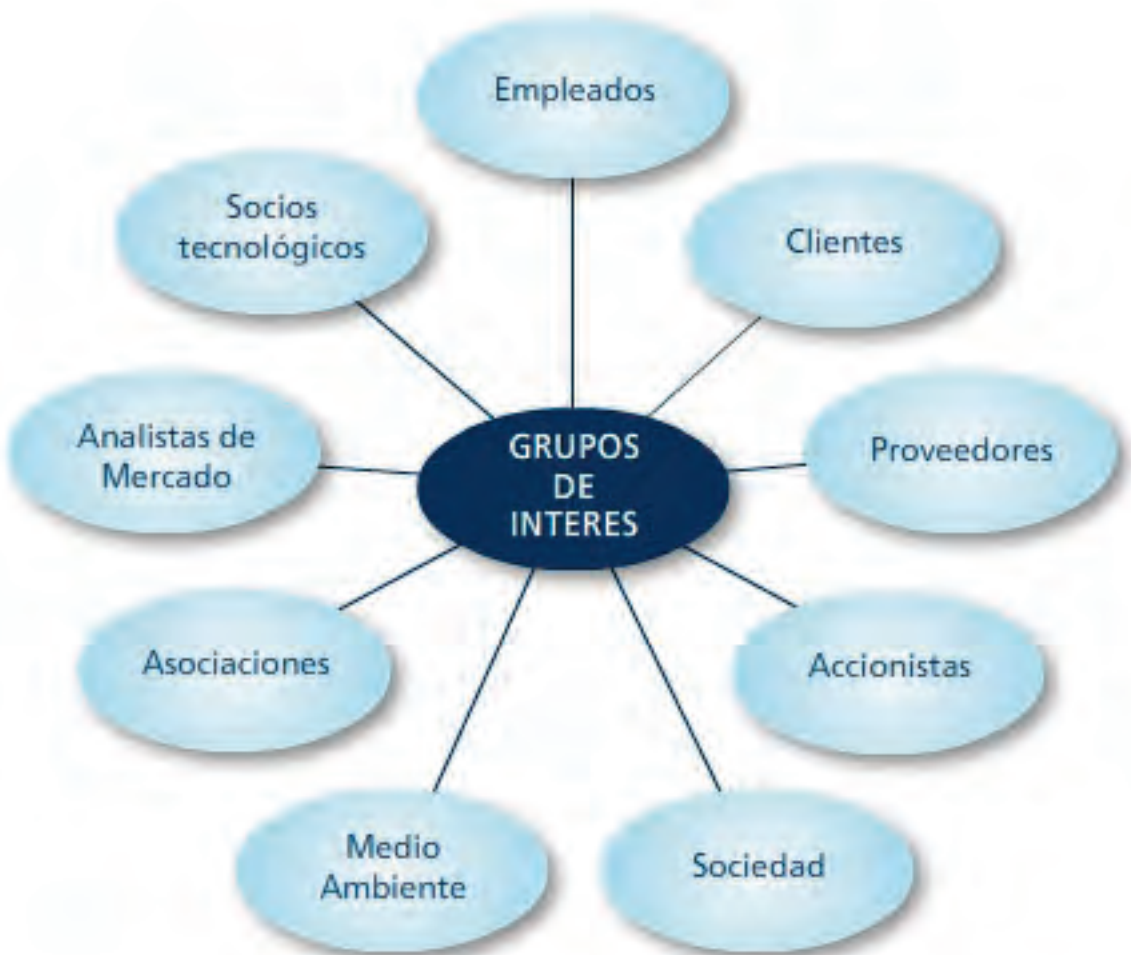 Empleados
Socios
tecnológicos
Clientes
Analistas de
Mercado
GRUPOS
DE
INTERES
Proveedores
Asociaciones
Accionistas
Medio
Ambiente
Sociedad